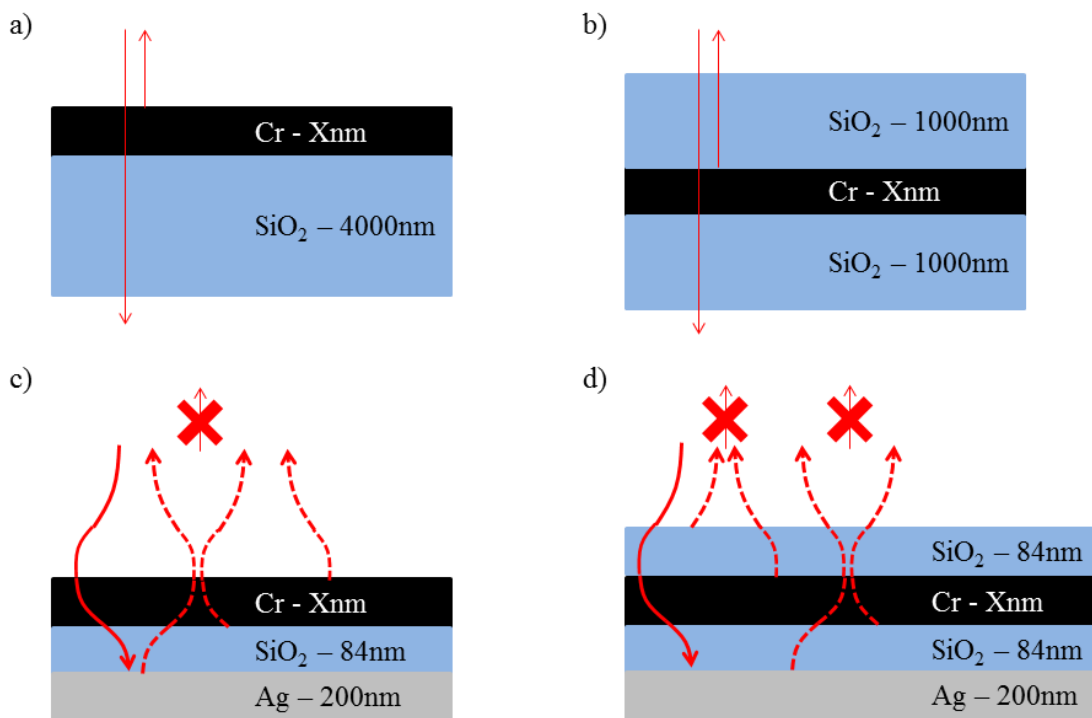 a)
Cr - Xnm
SiO₂ – 4000nm
b)
SiO₂ – 1000nm
Cr - Xnm
SiO₂ – 1000nm
c)
Cr - Xnm
SiO₂ – 84nm
Ag – 200nm
d)
SiO₂ – 84nm
Cr - Xnm
SiO₂ – 84nm
Ag – 200nm